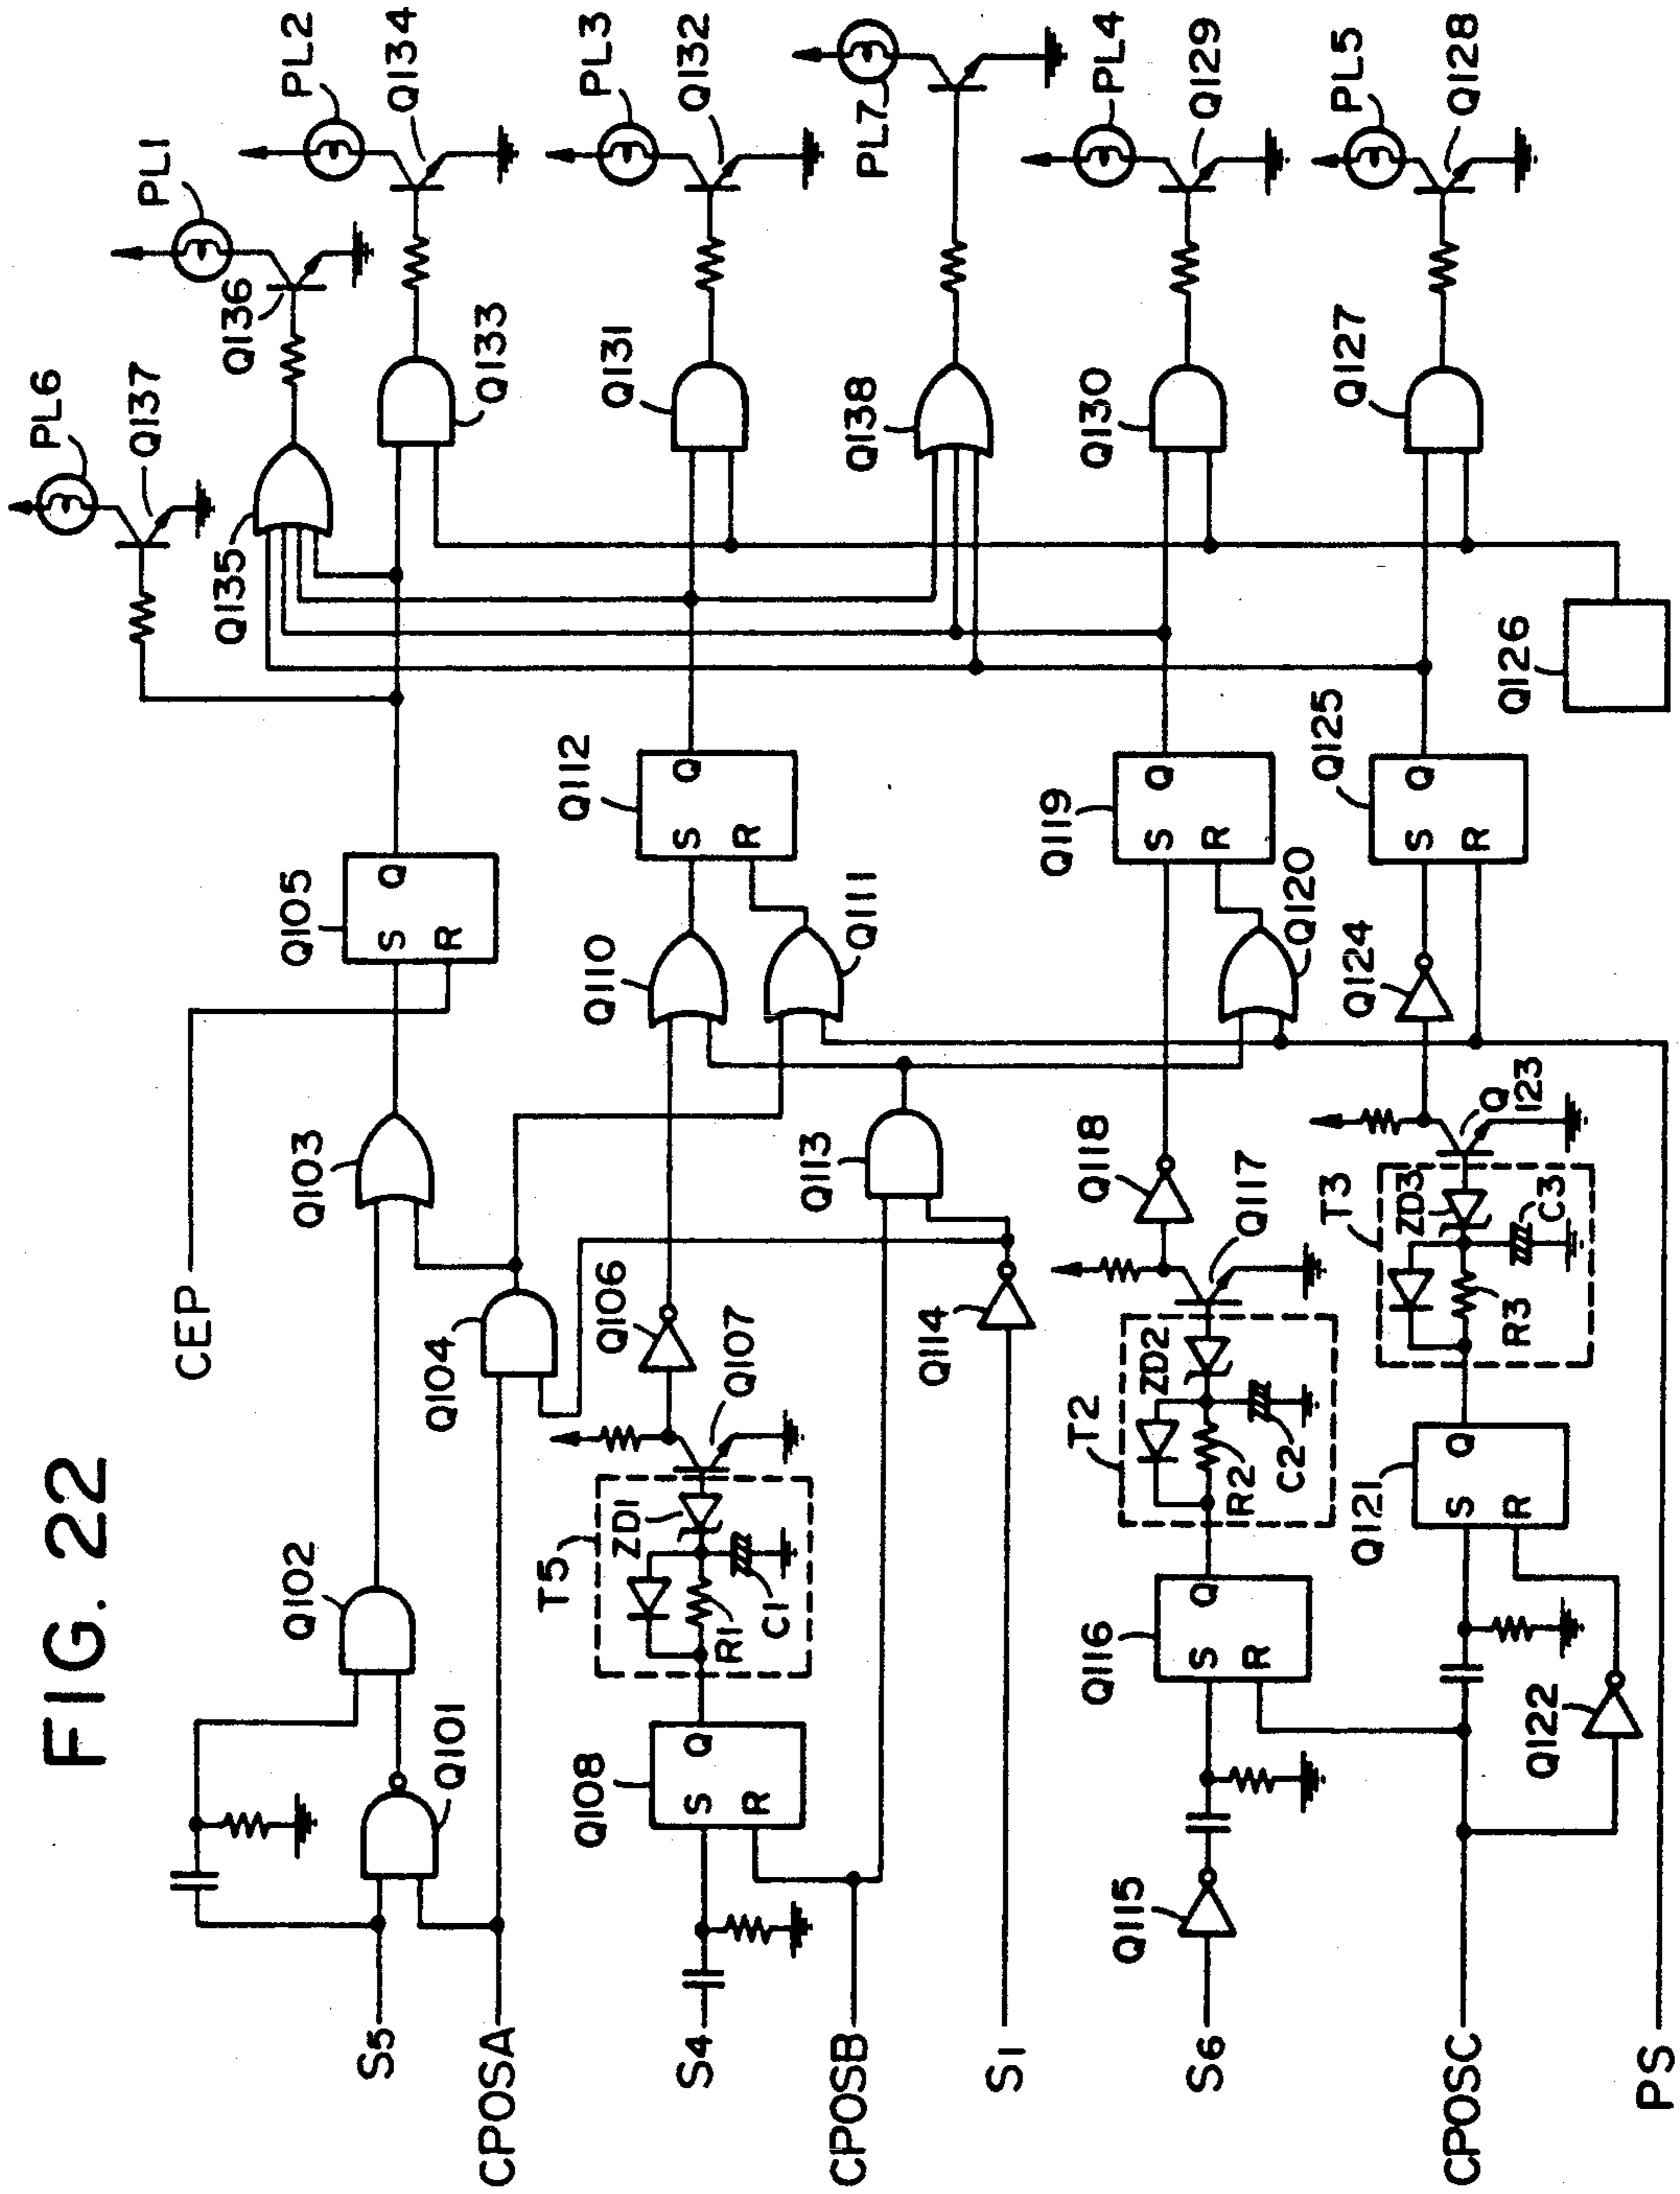 FIG. 22
PL6
Q137
PL1
Q136
PL2
Q134
Q135
Q133
PL3
Q132
Q131
PL7
Q138
PL4
Q129
Q130
PL5
Q128
Q127
Q126
CEP
Q105
S
R
Q
Q103
Q102
Q101
S5
CPOSA
Q104
Q112
S
R
Q
Q110
Q111
Q106
Q107
T5
ZD1
R1
C1
Q108
S
R
Q
S4
CPOSB
Q113
Q114
S1
Q119
S
R
Q
Q120
Q118
Q117
T2
ZD2
R2
C2
Q116
S
R
Q
Q115
S6
Q125
S
R
Q
Q124
Q123
T3
ZD3
R3
C3
Q121
S
R
Q
Q122
CPOSC
PS